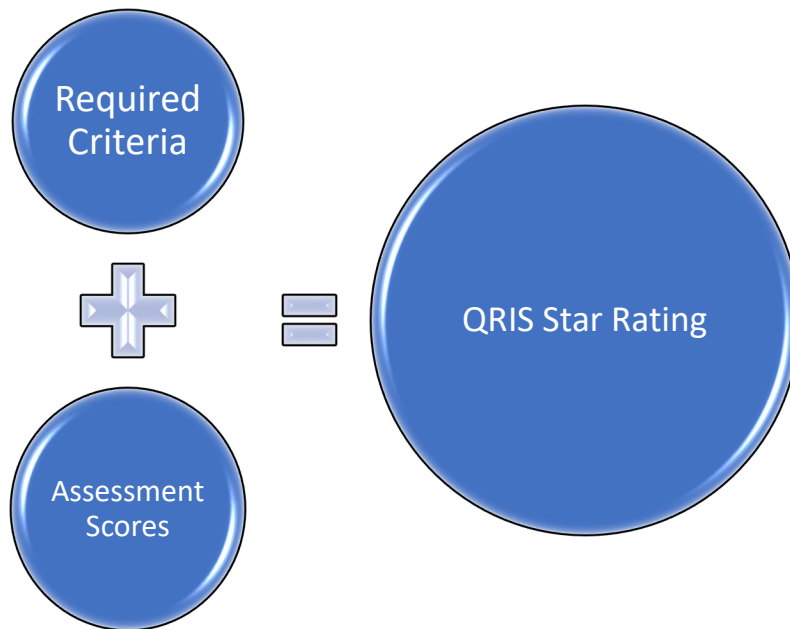 Required
Criteria
Assessment
Scores
QRIS Star Rating